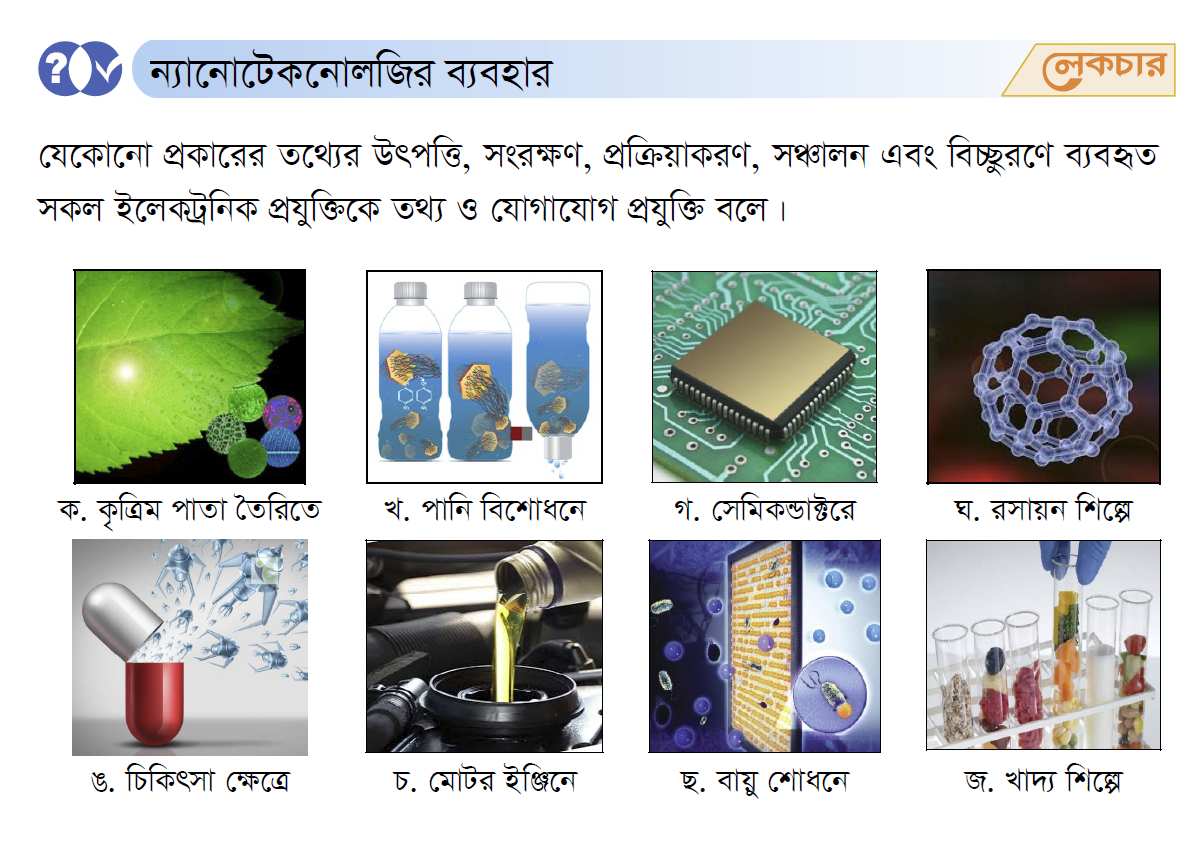 ন্যানোটেকনোলজির ব্যবহার
লেকচার
যেকোনো প্রকারের তথ্যের উৎপত্তি, সংরক্ষণ, প্রক্রিয়াকরণ, সঞ্চালন এবং বিচ্ছুরণে ব্যবহৃত
সকল ইলেকট্রনিক প্রযুক্তিকে তথ্য ও যোগাযোগ প্রযুক্তি বলে।
ক. কৃত্রিম পাতা তৈরিতে
খ. পানি বিশোধনে
গ. সেমিকন্ডাক্টরে
ঘ. রসায়ন শিল্পে
ঙ. চিকিৎসা ক্ষেত্রে
চ. মোটর ইঞ্জিনে
ছ. বায়ু শোধনে
জ. খাদ্য শিল্পে